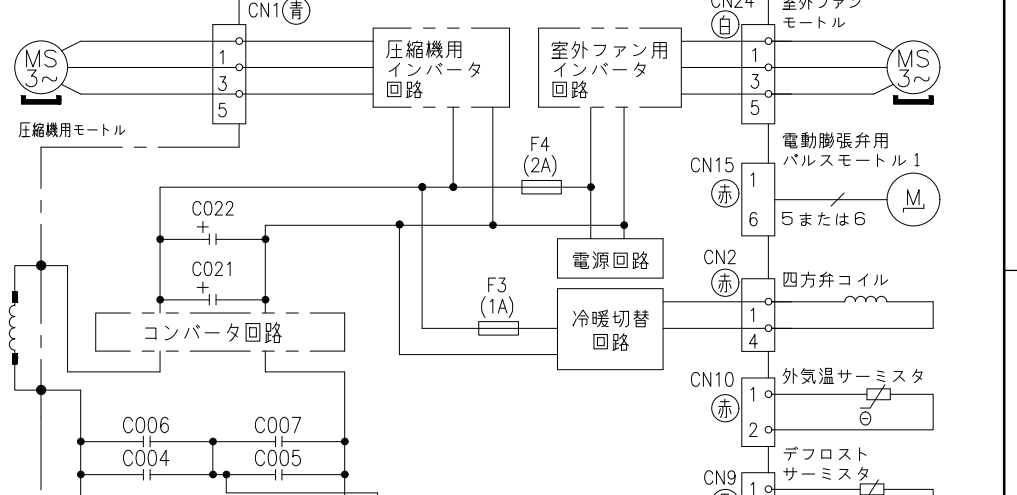 CN1 青
CN24
白
室外ファン
モートル
MS
3~
1
3
5
圧縮機用
インバータ
回路
室外ファン用
インバータ
回路
1
3
5
MS
3~
圧縮機用モートル
F4
(2A)
電動膨張弁用
パルスモートル1
CN15
赤
1
6
5または6
M
C022
+
C021
+
電源回路
CN2
赤
1
4
四方弁コイル
F3
(1A)
冷暖切替
回路
コンバータ回路
CN10
赤
1
2
外気温サーミスタ
Θ
C006
C007
C004
C005
デフロスト
サーミスタ
CN9
1